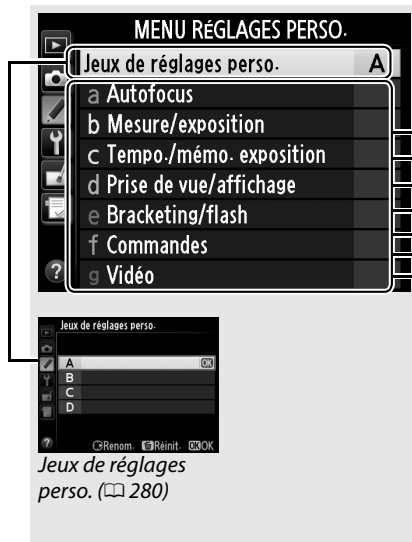 MENU RÉGLAGES PERSO.
Jeux de réglages perso. A
a Autofocus
b Mesure/exposition
c Tempo./mémo. exposition
d Prise de vue/affichage
e Bracketing/flash
f Commandes
g Vidéo
?
Jeux de réglages perso.
A OK
B
C
D
? Renom. Réinit. OK OK
Jeux de réglages
perso. (280)